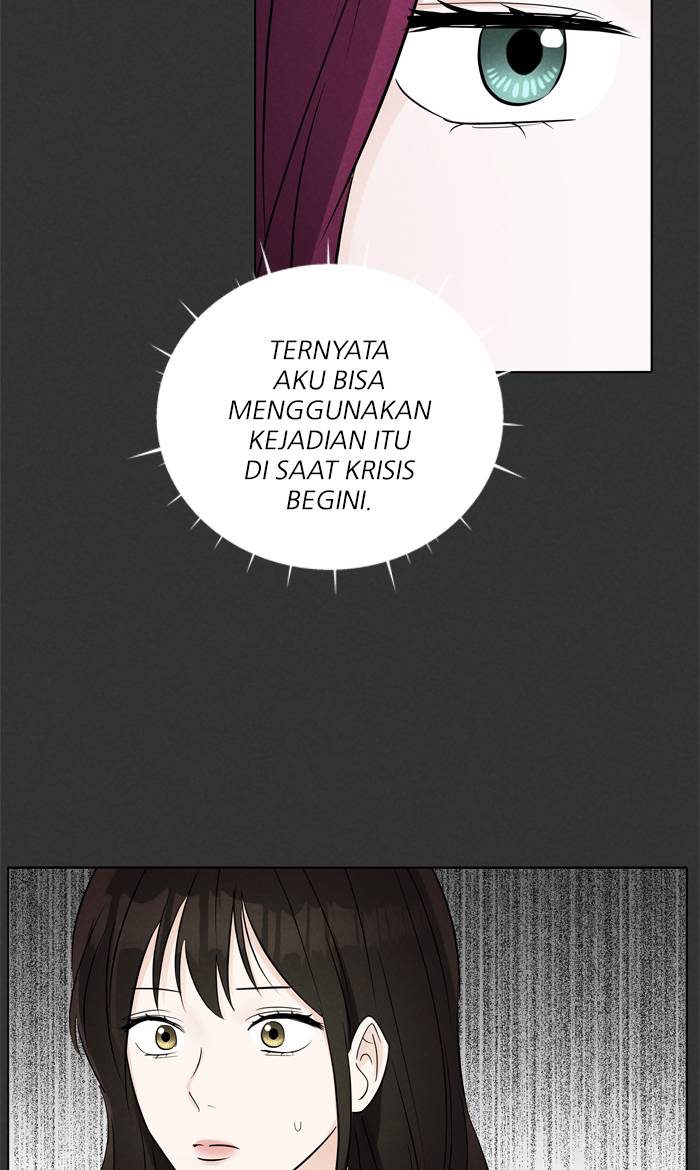 TERNYATA
AKU BISA
MENGGUNAKAN
KEJADIAN ITU
DI SAAT KRISIS
BEGINI.